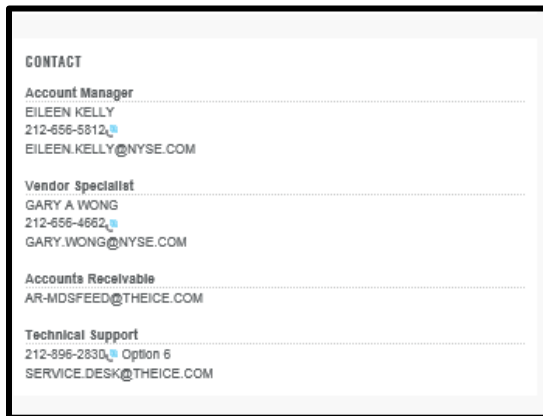 CONTACT
Account Manager
EILEEN KELLY
212-656-5812
EILEEN.KELLY@NYSE.COM
Vendor Specialist
GARY A WONG
212-656-4662
GARY.WONG@NYSE.COM
Accounts Receivable
AR-MDSFEED@THEICE.COM
Technical Support
212-896-2830 Option 6
SERVICE.DESK@THEICE.COM